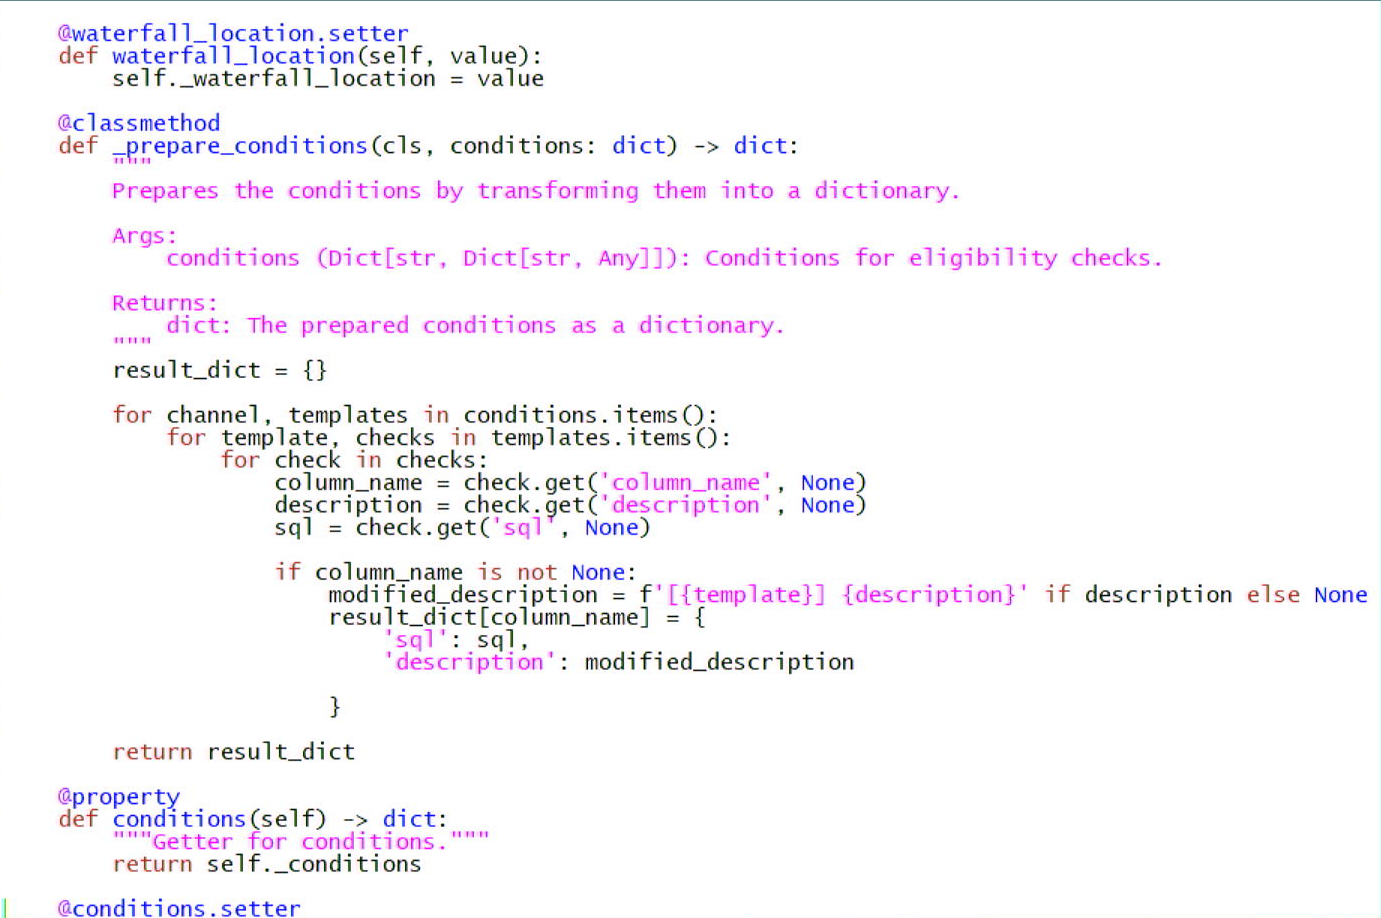 @waterfall_location.setter
def waterfall_location(self, value):
    self._waterfall_location = value

@classmethod
def _prepare_conditions(cls, conditions: dict) -> dict:
    """
    Prepares the conditions by transforming them into a dictionary.

    Args:
        conditions (Dict[str, Dict[str, Any]]): Conditions for eligibility checks.

    Returns:
        dict: The prepared conditions as a dictionary.
    """
    result_dict = {}

    for channel, templates in conditions.items():
        for template, checks in templates.items():
            for check in checks:
                column_name = check.get('column_name', None)
                description = check.get('description', None)
                sql = check.get('sql', None)

                if column_name is not None:
                    modified_description = f'[{template}] {description}' if description else None
                    result_dict[column_name] = {
                        'sql': sql,
                        'description': modified_description

                    }

    return result_dict

@property
def conditions(self) -> dict:
    """Getter for conditions."""
    return self._conditions

@conditions.setter